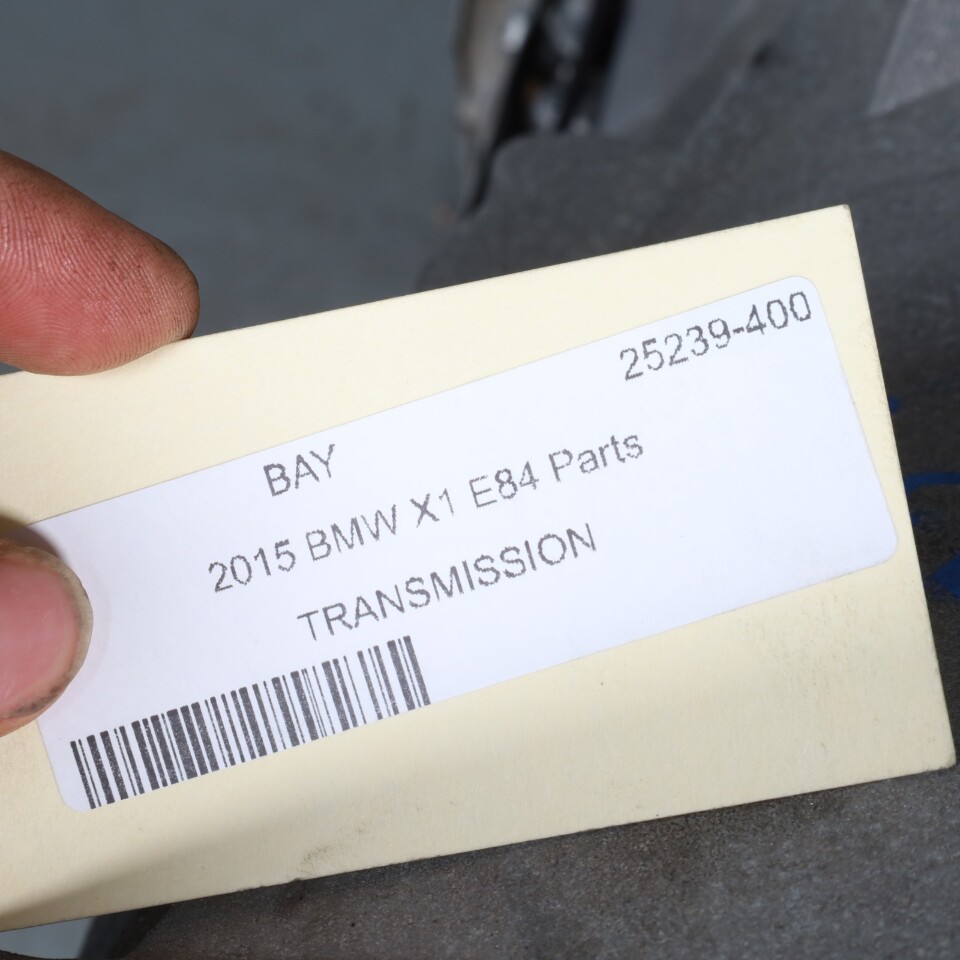 25239-400
BAY
2015 BMW X1 E84 Parts
TRANSMISSION